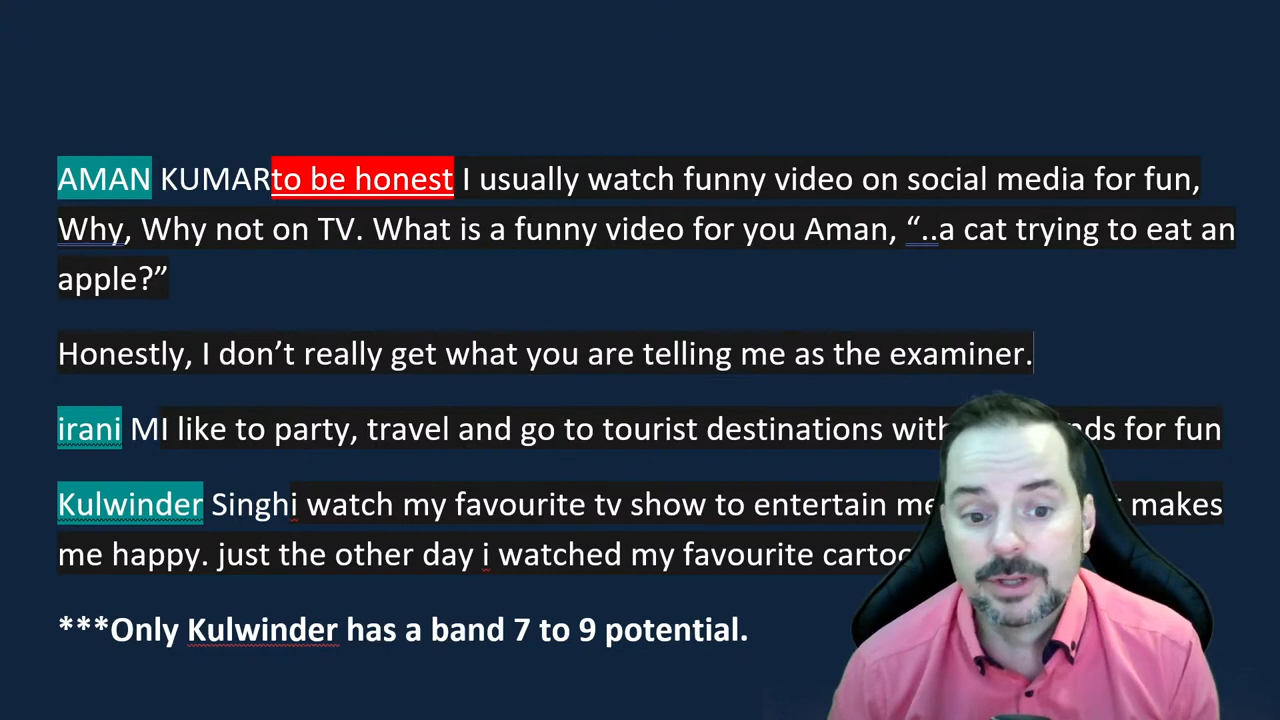 AMAN KUMARto be honest I usually watch funny video on social media for fun,
Why, Why not on TV. What is a funny video for you Aman, “..a cat trying to eat an
apple?”
Honestly, I don’t really get what you are telling me as the examiner.
irani MI like to party, travel and go to tourist destinations with for fun
Kulwinder Singhi watch my favourite tv show to entertain makes
me happy. just the other day i watched my favourite
***Only Kulwinder has a band 7 to 9 potential.